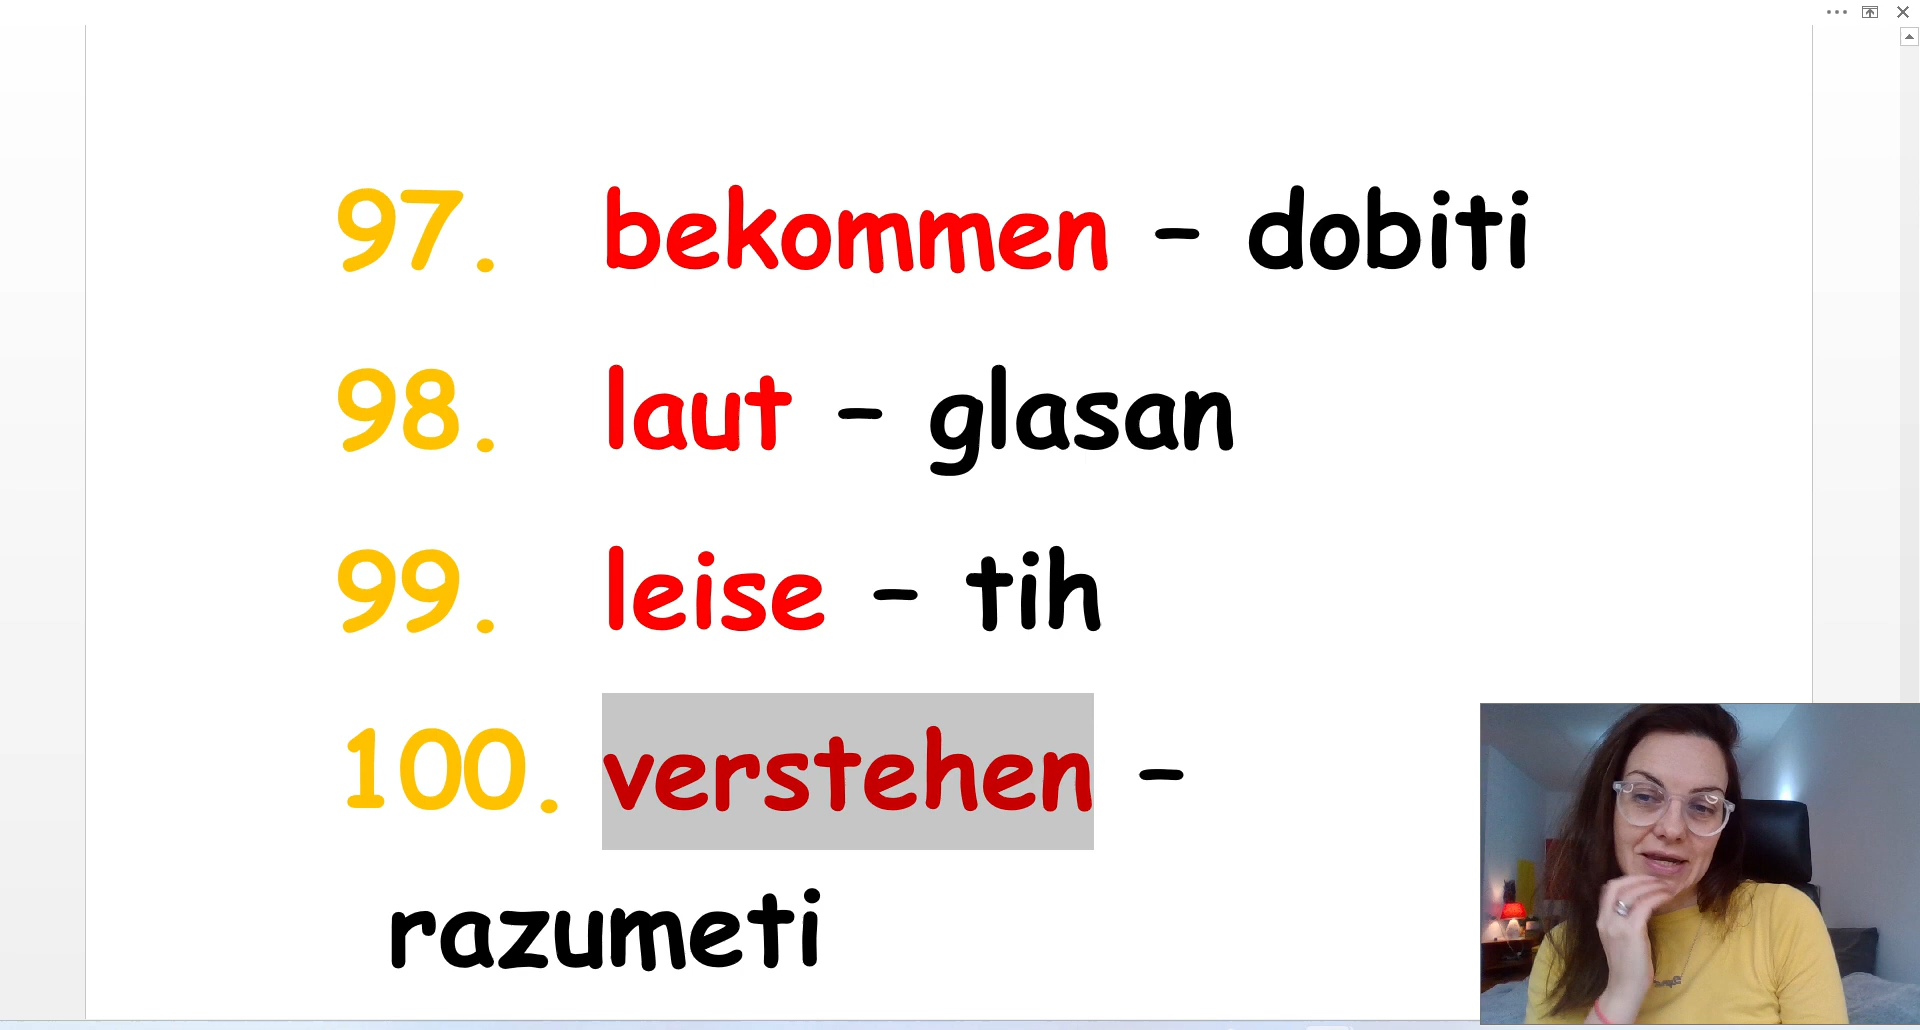 97. bekommen – dobiti
98. laut – glasan
99. leise – tih
100. verstehen –
razumeti